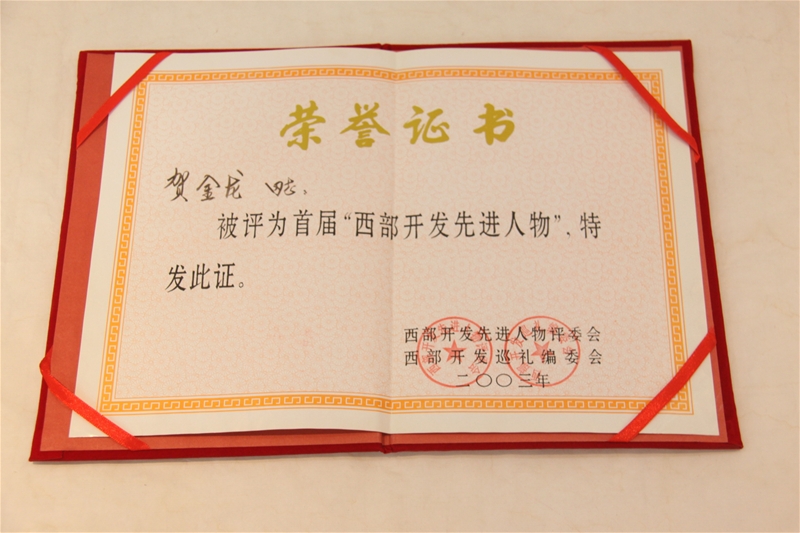 荣誉证书
贺金龙 同志:
被评为首届“西部开发先进人物”,特
发此证。
西部开发先进人物评委会
西部开发巡礼编委会
二〇〇三年